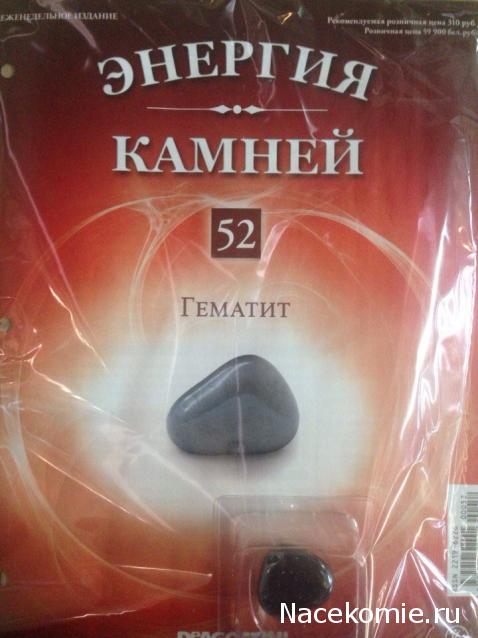 ЕЖЕНЕДЕЛЬНОЕ ИЗДАНИЕ
Рекомендуемая розничная цена 310 руб.
Розничная цена 59 900 бел. руб.
ЭНЕРГИЯ
КАМНЕЙ
52
ГЕМАТИТ
00052
Nacekomie.ru